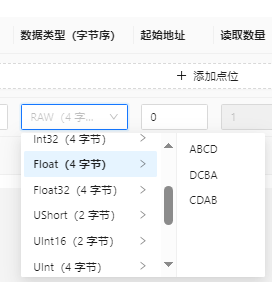 数据类型（字节序） 起始地址 读取数量
+ 添加点位
RAW（4 字... 0 1
Int32（4 字节）
ABCD
Float（4 字节）
DCBA
Float32（4 字节）
CDAB
UShort（2 字节）
UInt16（2 字节）
UInt（4 字节）